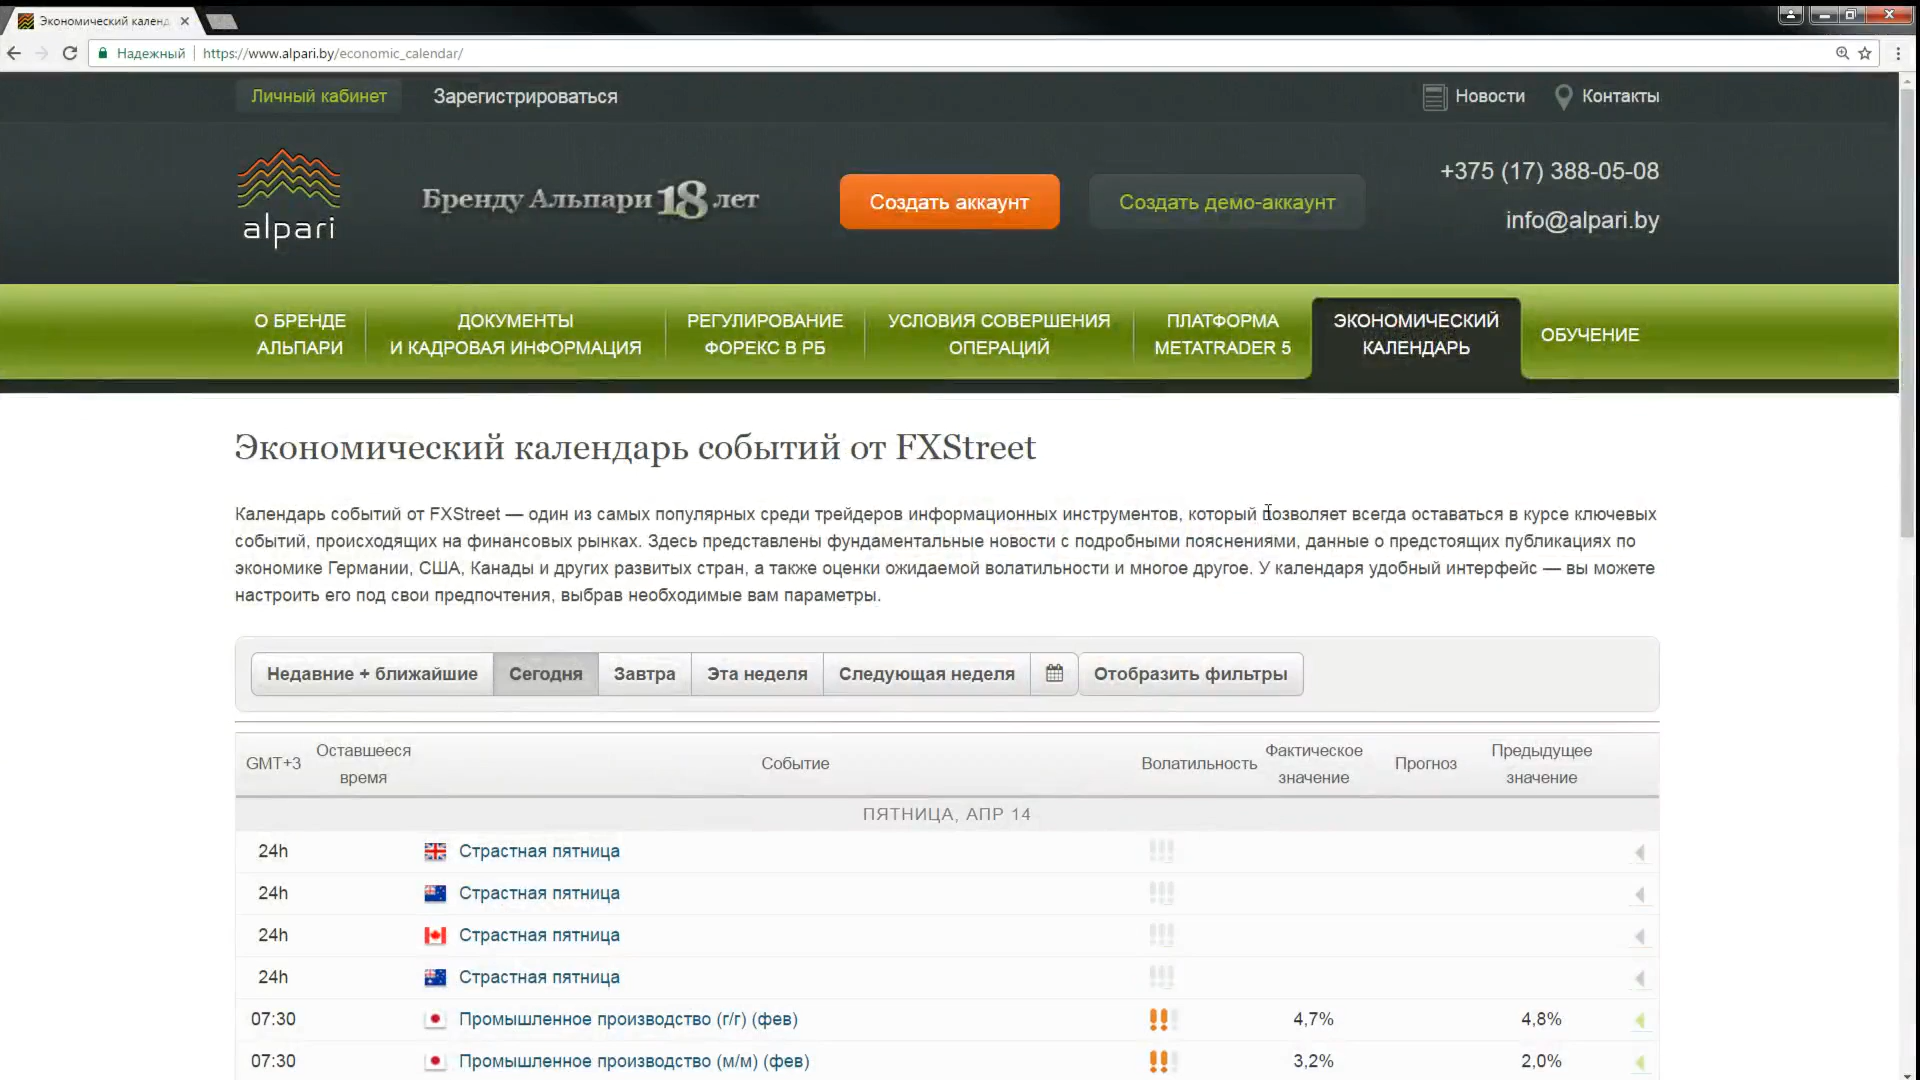 Экономический календ
Надежный https://www.alpari.by/economic_calendar/
Личный кабинет Зарегистрироваться Новости Контакты
alpari
Бренду Альпари 18 лет
Создать аккаунт
Создать демо-аккаунт
+375 (17) 388-05-08
info@alpari.by
О БРЕНДЕ
АЛЬПАРИ
ДОКУМЕНТЫ
И КАДРОВАЯ ИНФОРМАЦИЯ
РЕГУЛИРОВАНИЕ
ФОРЕКС В РБ
УСЛОВИЯ СОВЕРШЕНИЯ
ОПЕРАЦИЙ
ПЛАТФОРМА
METATRADER 5
ЭКОНОМИЧЕСКИЙ
КАЛЕНДАРЬ
ОБУЧЕНИЕ
Экономический календарь событий от FXStreet
Календарь событий от FXStreet — один из самых популярных среди трейдеров информационных инструментов, который позволяет всегда оставаться в курсе ключевых
событий, происходящих на финансовых рынках. Здесь представлены фундаментальные новости с подробными пояснениями, данные о предстоящих публикациях по
экономике Германии, США, Канады и других развитых стран, а также оценки ожидаемой волатильности и многое другое. У календаря удобный интерфейс — вы можете
настроить его под свои предпочтения, выбрав необходимые вам параметры.
Недавние + ближайшие Сегодня Завтра Эта неделя Следующая неделя Отобразить фильтры
GMT+3
Оставшееся
время
Событие
Волатильность
Фактическое
значение
Прогноз
Предыдущее
значение
ПЯТНИЦА, АПР 14
24h Страстная пятница
24h Страстная пятница
24h Страстная пятница
24h Страстная пятница
07:30 Промышленное производство (г/г) (фев) 4,7% 4,8%
07:30 Промышленное производство (м/м) (фев) 3,2% 2,0%